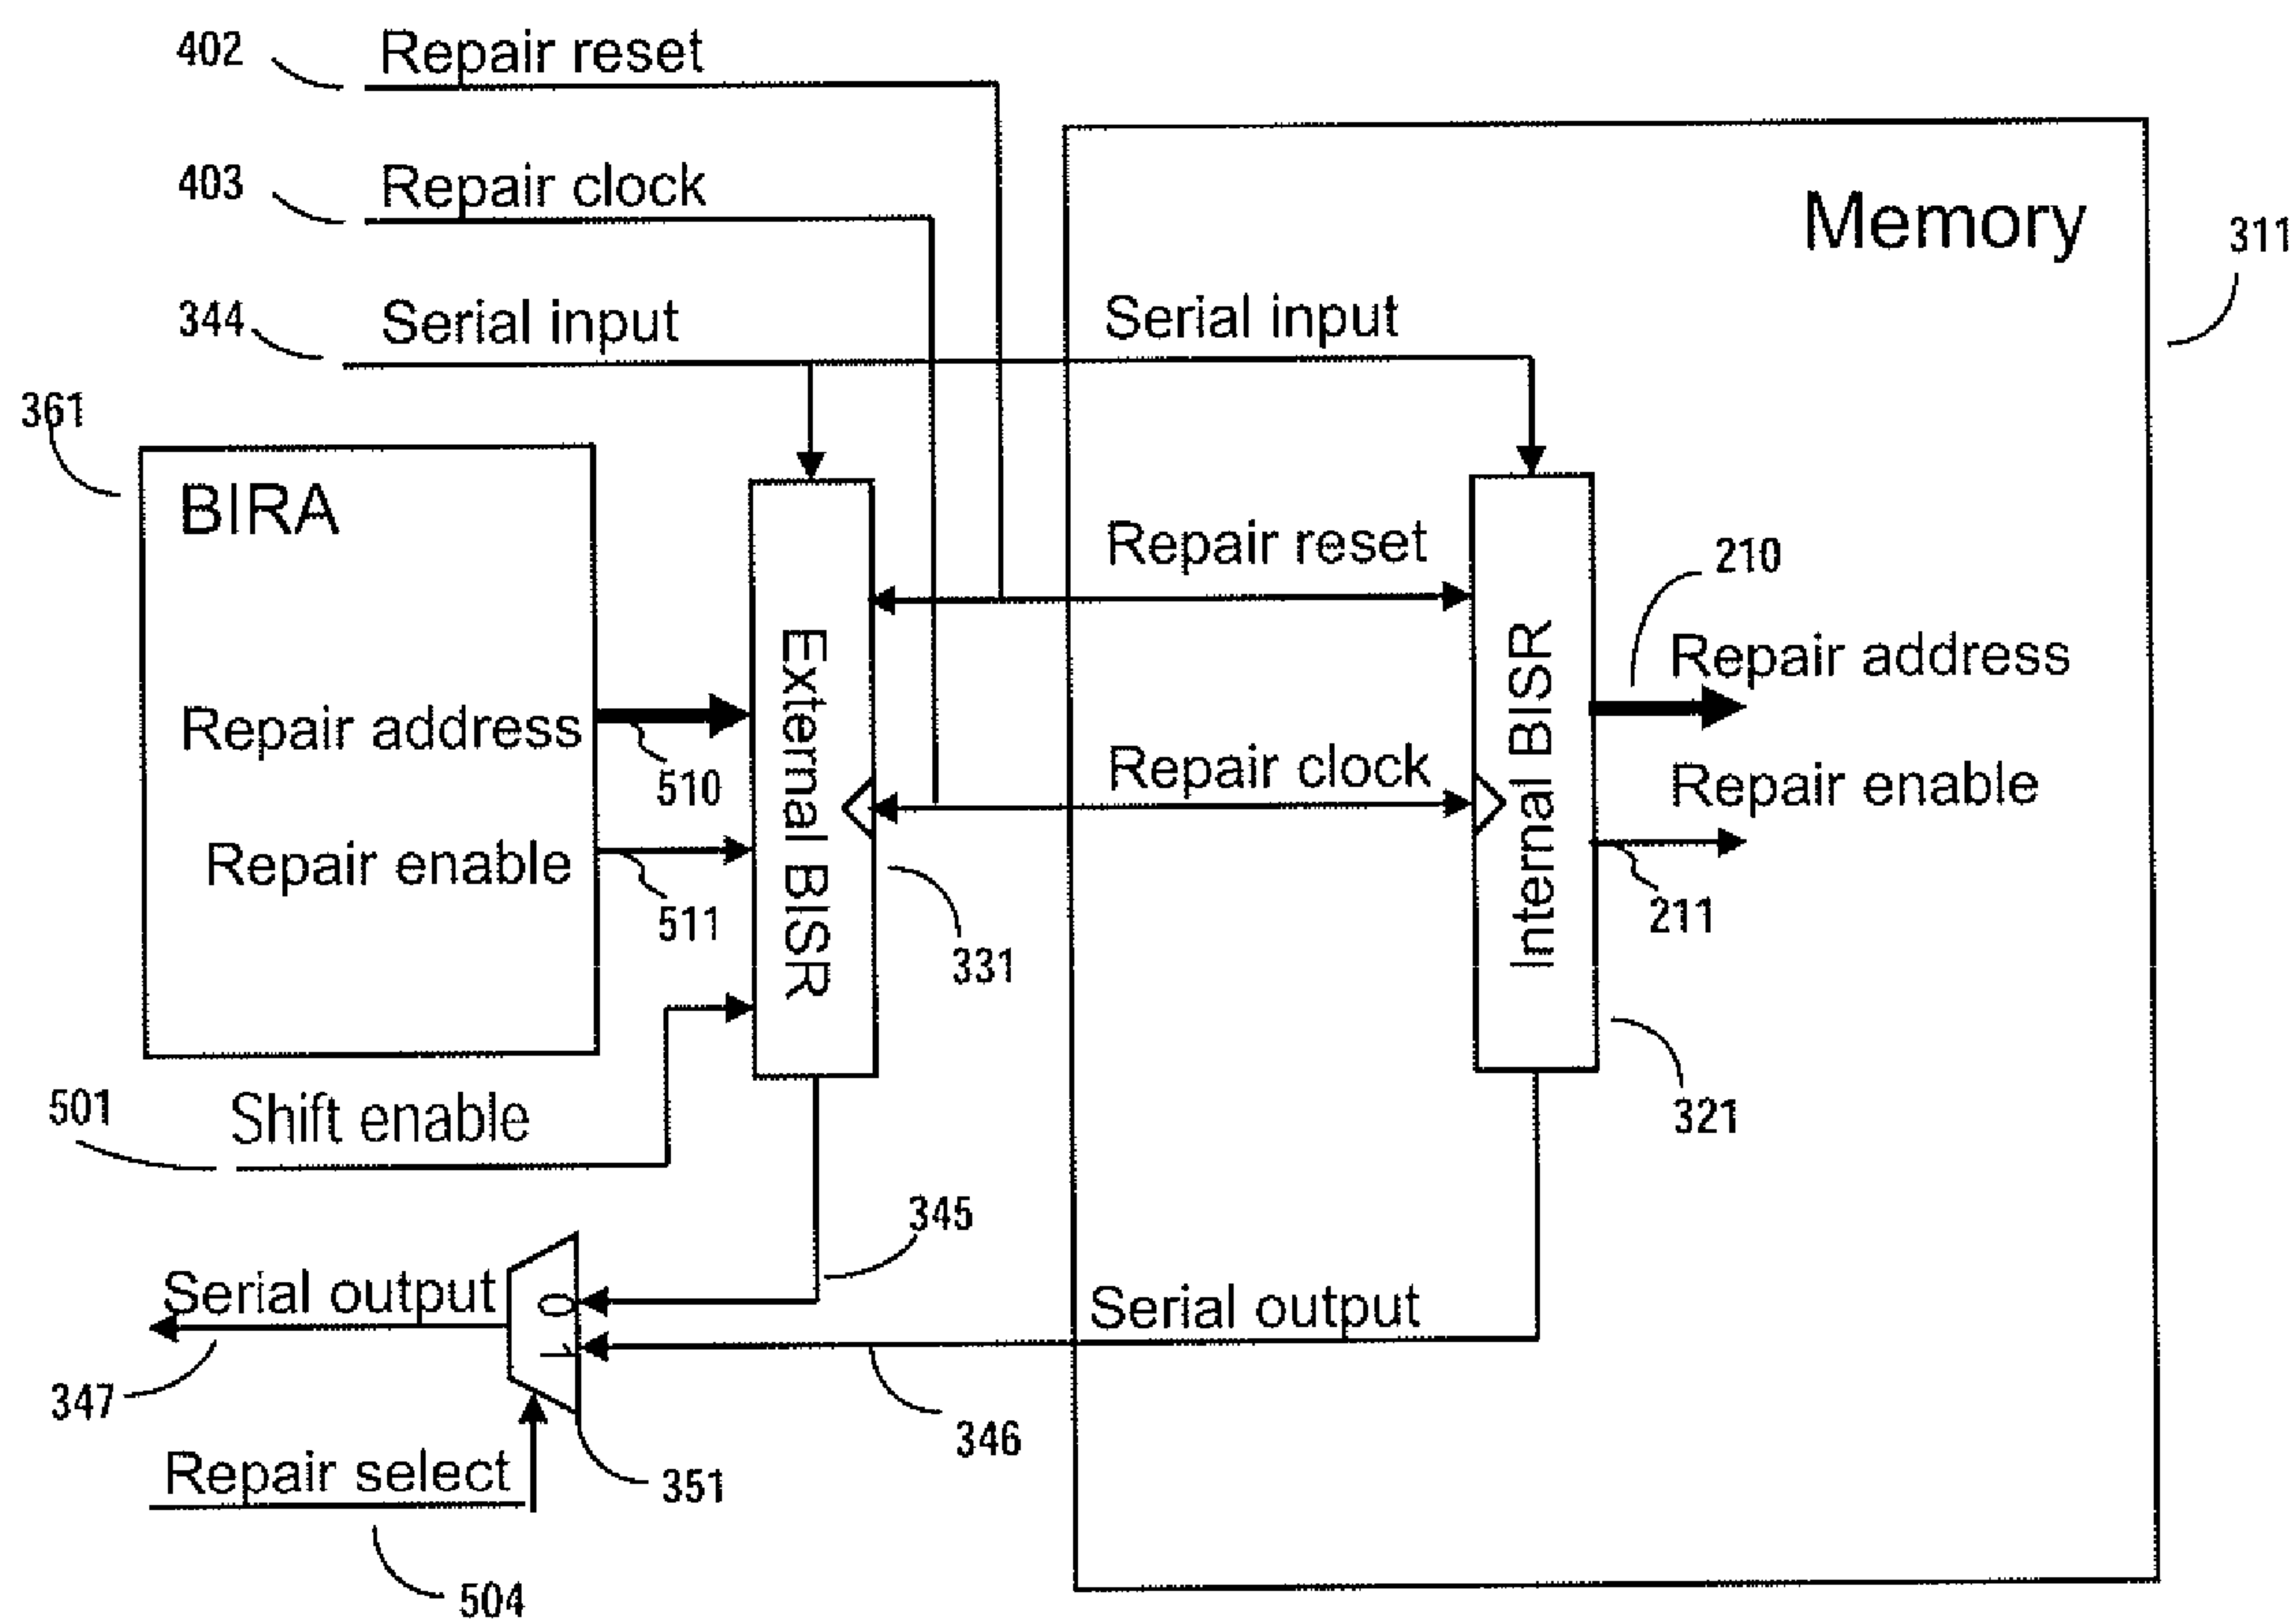 402
Repair reset
403
Repair clock
Memory
311
344
Serial input
Serial input
361
BIRA
Repair reset
210
Repair address
Repair address
510
External BISR
Repair clock
Internal BISR
Repair enable
Repair enable
511
331
211
501
Shift enable
321
345
Serial output
0
1
Serial output
347
346
Repair select
351
504